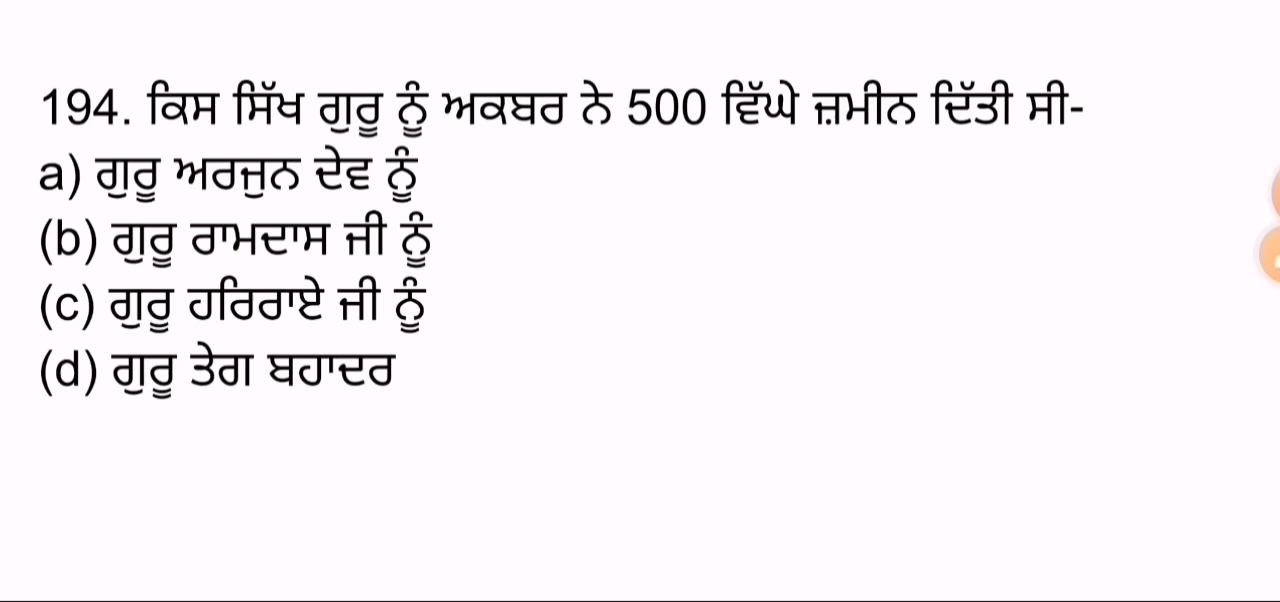 194. ਕਿਸ ਸਿੱਖ ਗੁਰੂ ਨੂੰ ਅਕਬਰ ਨੇ 500 ਵਿੱਘੇ ਜ਼ਮੀਨ ਦਿੱਤੀ ਸੀ-
a) ਗੁਰੂ ਅਰਜੁਨ ਦੇਵ ਨੂੰ
(b) ਗੁਰੂ ਰਾਮਦਾਸ ਜੀ ਨੂੰ
(c) ਗੁਰੂ ਹਰਿਰਾਏ ਜੀ ਨੂੰ
(d) ਗੁਰੂ ਤੇਗ ਬਹਾਦਰ